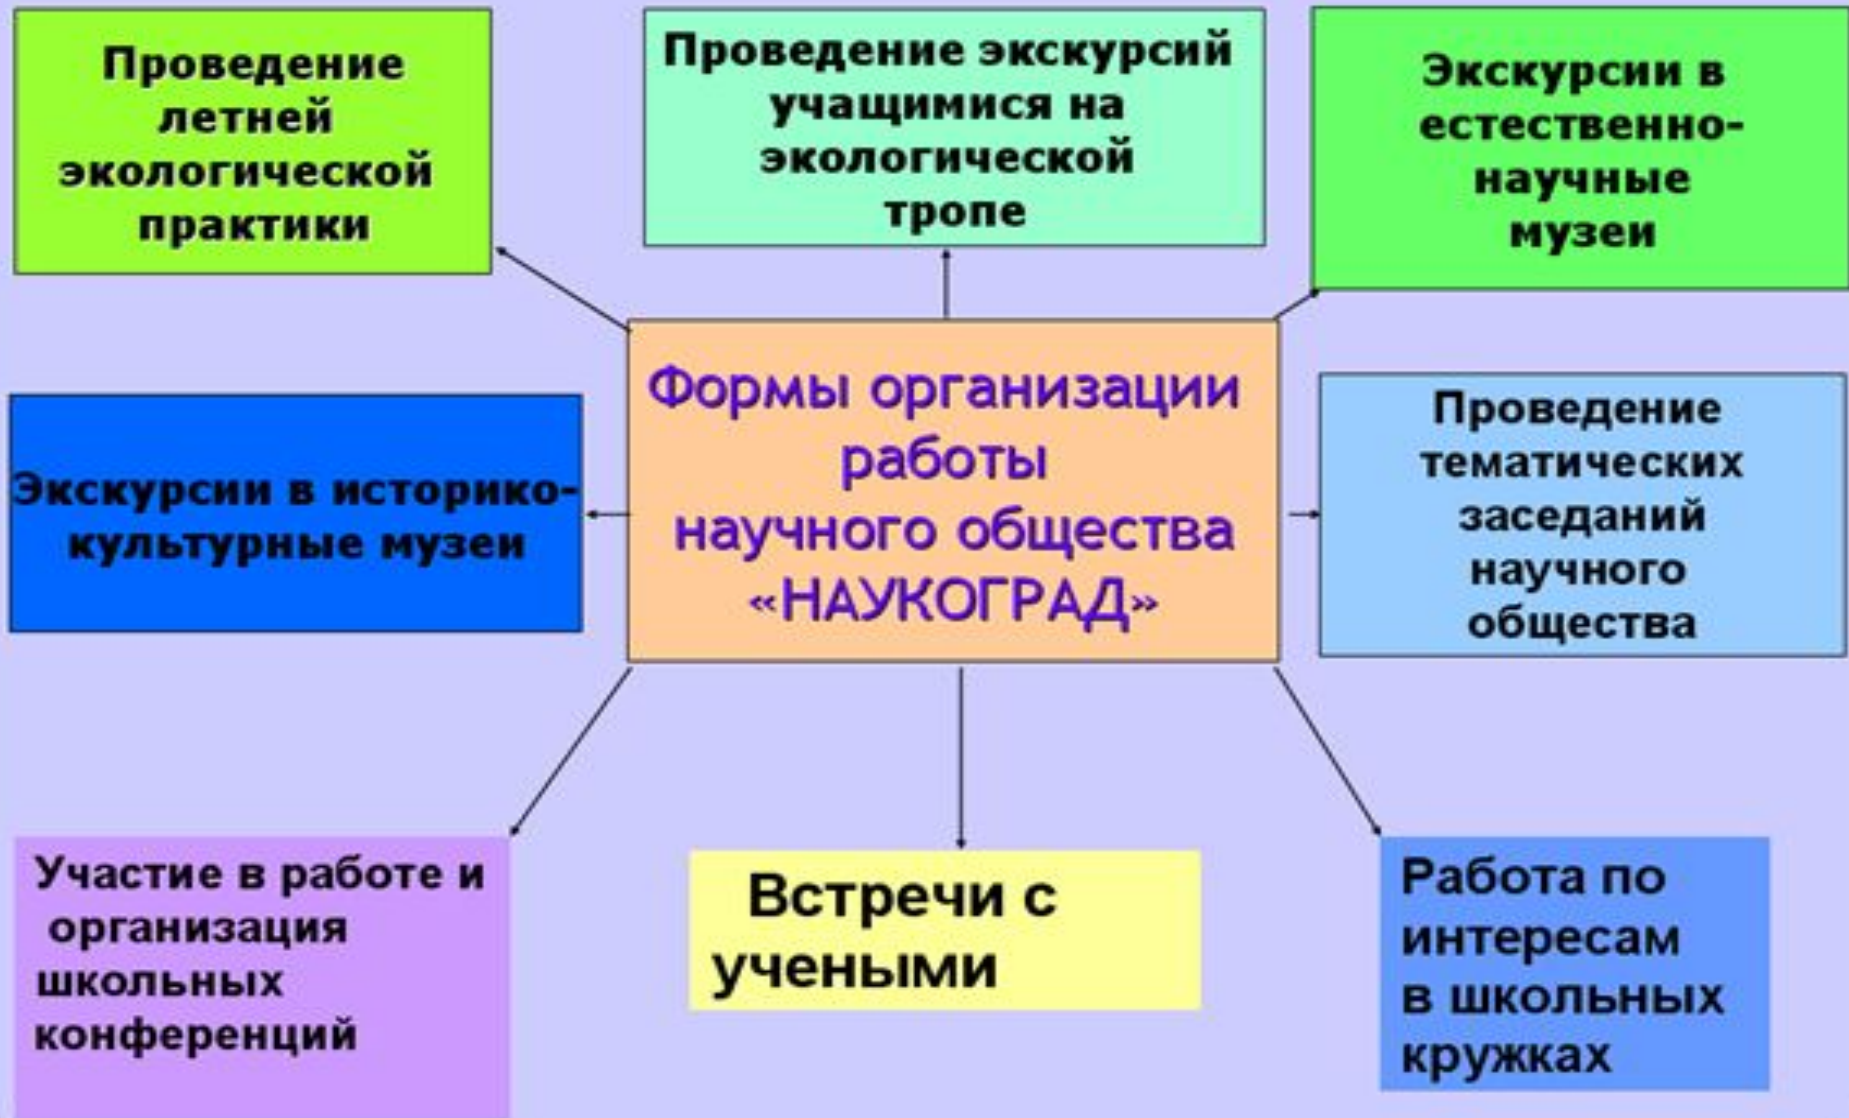 Проведение
летней
экологической
практики
Проведение экскурсий
учащимися на
экологической
тропе
Экскурсии в
естественно-
научные
музеи
Экскурсии в историко-
культурные музеи
Формы организации
работы
научного общества
«НАУКОГРАД»
Проведение
тематических
заседаний
научного
общества
Участие в работе и
организация
школьных
конференций
Встречи с
учеными
Работа по
интересам
в школьных
кружках